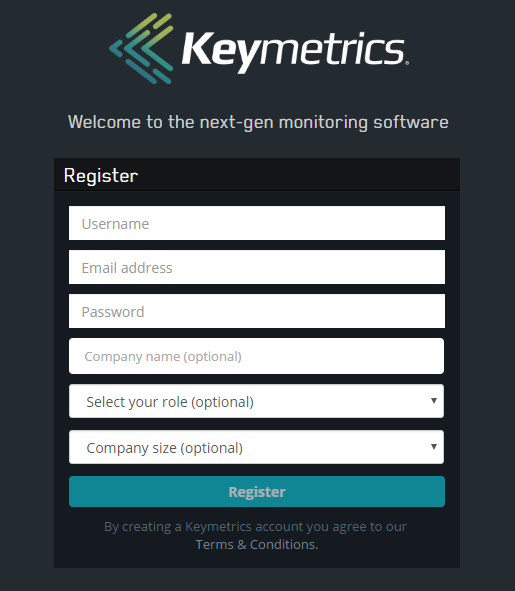 Keymetrics®
Welcome to the next-gen monitoring software
Register
Username
Email address
Password
Company name (optional)
Select your role (optional)
Company size (optional)
Register
By creating a Keymetrics account you agree to our
Terms & Conditions.